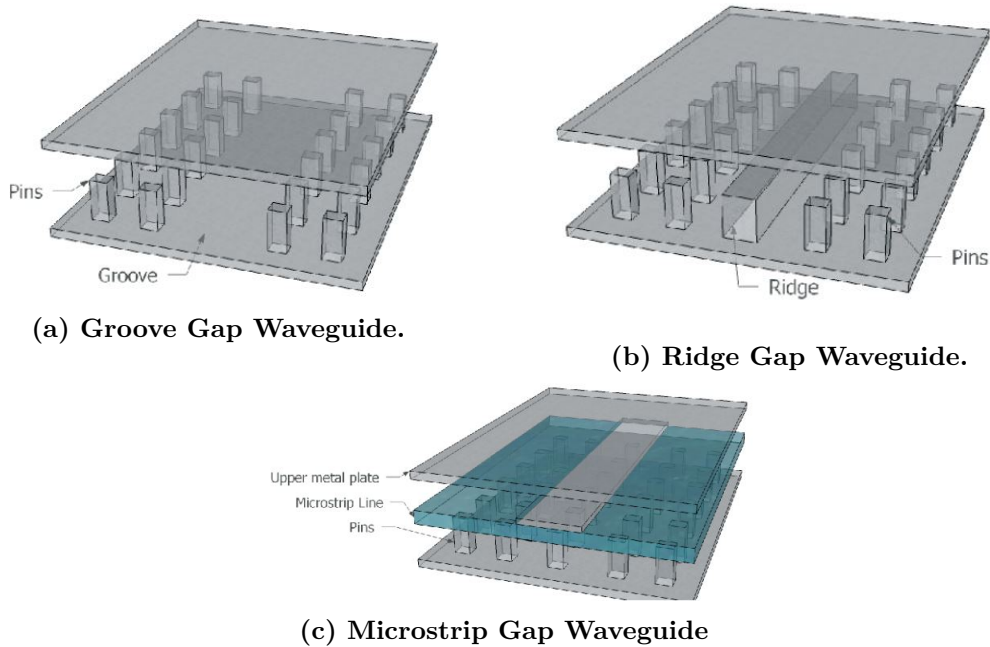 Pins
Groove
(a) Groove Gap Waveguide.
Pins
Ridge
(b) Ridge Gap Waveguide.
Upper metal plate
Microstrip Line
Pins
(c) Microstrip Gap Waveguide